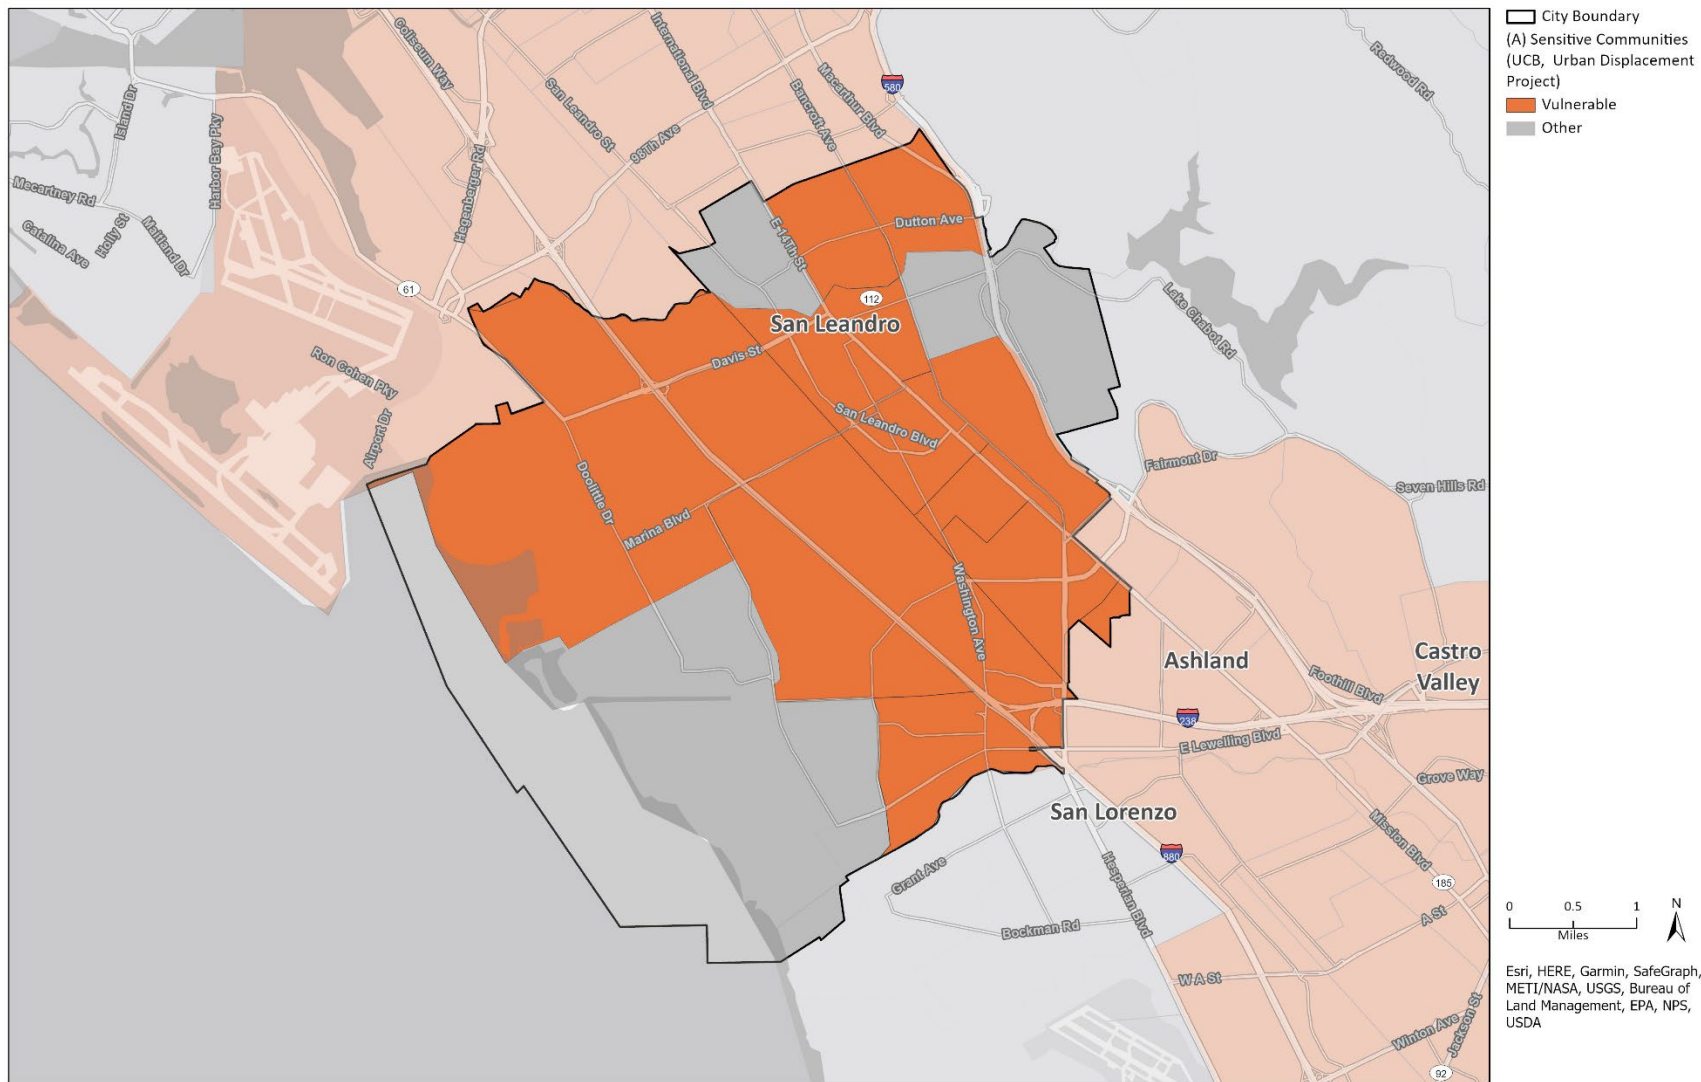 City Boundary
(A) Sensitive Communities
(UCB, Urban Displacement
Project)
Vulnerable
Other
Coliseum Way
International Blvd
Macarthur Blvd
580
Redwood Rd
Island Dr
Harbor Bay Pky
San Leandro St
Bancroft Ave
98Th Ave
Hegenberger Rd
Mecartney Rd
Holly St
Maitland Dr
Catalina Ave
E 14Th St
Dutton Ave
61
112
San Leandro
Lake Chabot Rd
Davis St
Ron Cohen Pky
Airport Dr
San Leandro Blvd
Fairmont Dr
Seven Hills Rd
Doolittle Dr
Marina Blvd
Washington Ave
Ashland
Castro
Valley
Foothill Blvd
238
E Lewelling Blvd
Grove Way
San Lorenzo
Mission Blvd
880
Grant Ave
Hesperian Blvd
185
A St
Bockman Rd
W A St
Winton Ave
Jackson St
92
0 0.5 1
Miles
N
Esri, HERE, Garmin, SafeGraph,
METI/NASA, USGS, Bureau of
Land Management, EPA, NPS,
USDA